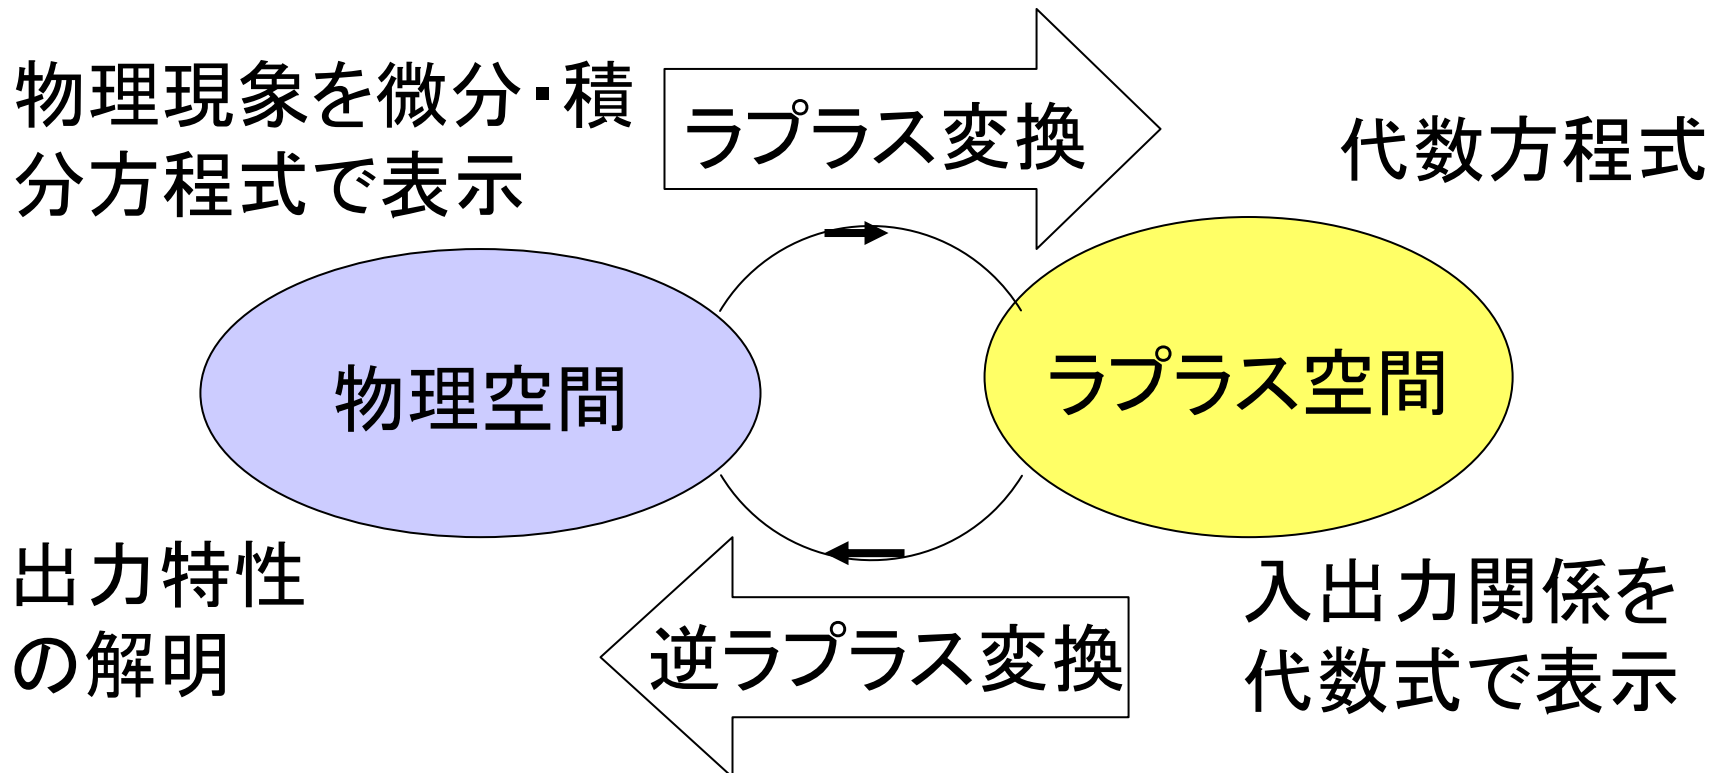 物理現象を微分・積
分方程式で表示
ラプラス変換
代数方程式
物理空間
ラプラス空間
出力特性
の解明
逆ラプラス変換
入出力関係を
代数式で表示